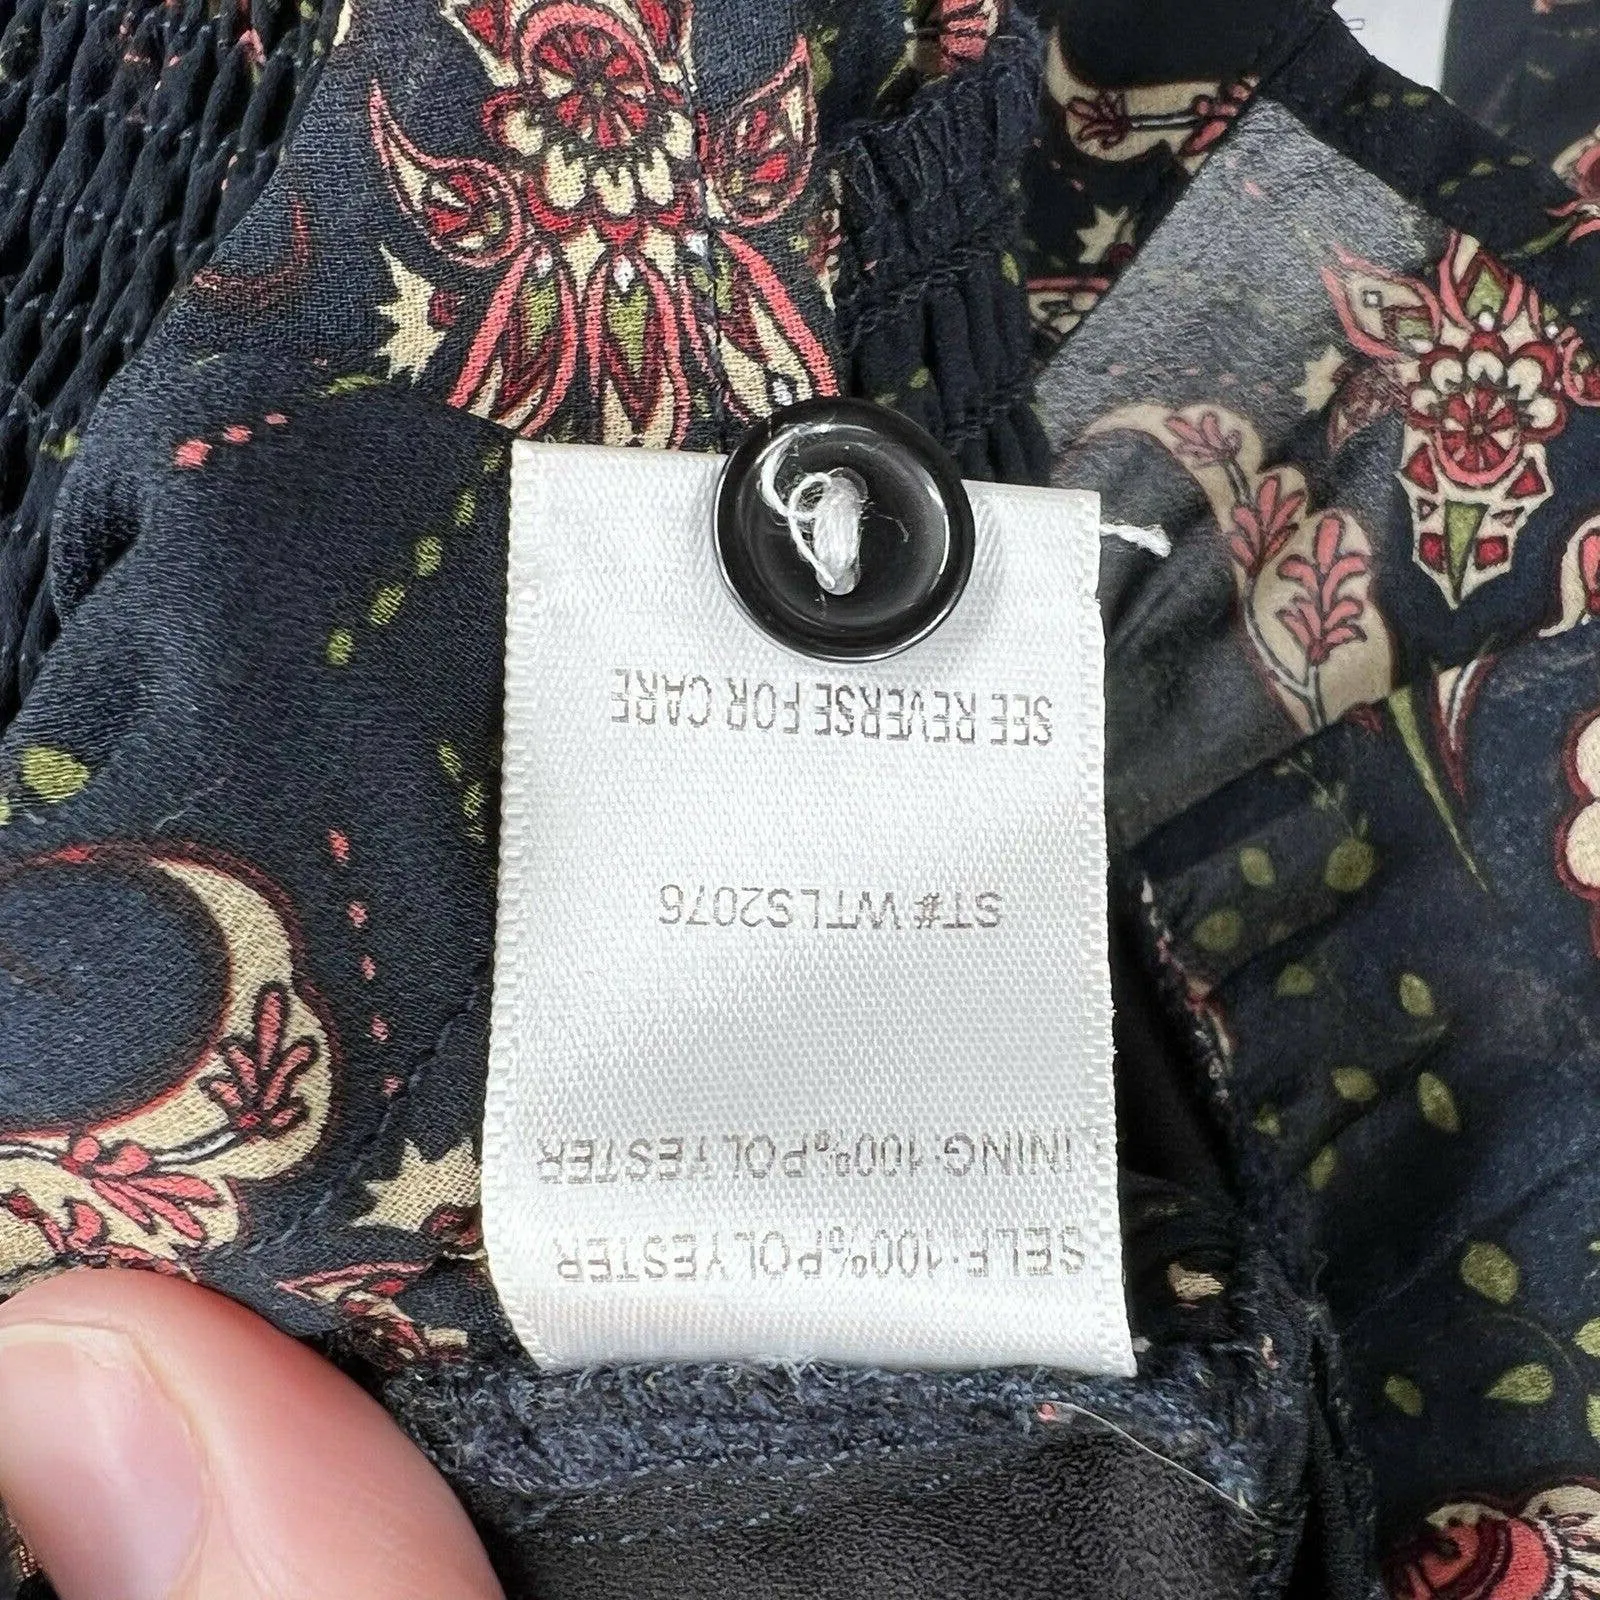 SELF:100%POLYESTER
INING:100%POLYESTER
ST# WTLS2076
SEE REVERSE FOR CARE